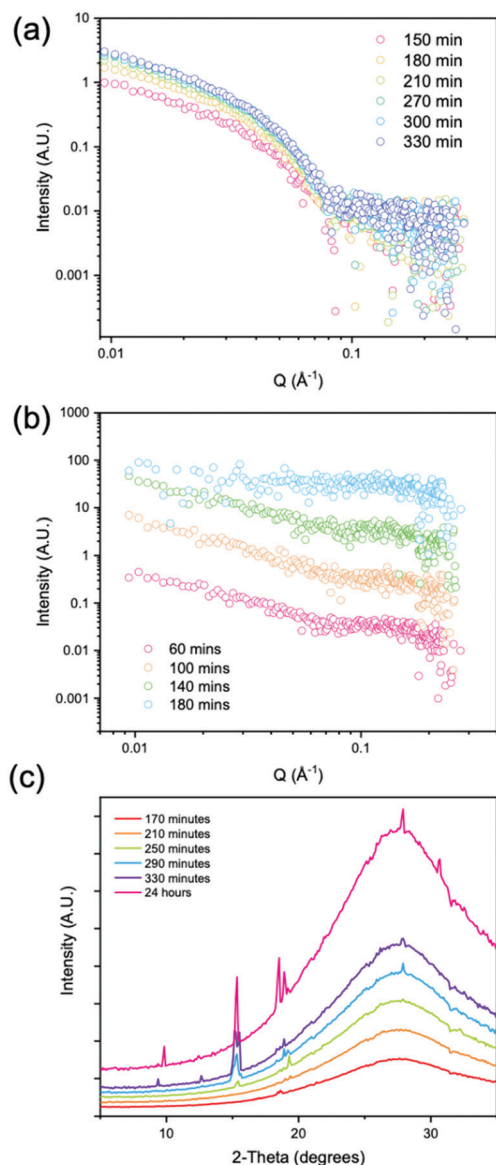 (a)
10
1
0.1
0.01
0.001
Intensity (A.U.)
150 min
180 min
210 min
270 min
300 min
330 min
0.01
0.1
Q (Å⁻¹)
(b)
1000
100
10
1
0.1
0.01
0.001
Intensity (A.U.)
60 mins
100 mins
140 mins
180 mins
0.01
0.1
Q (Å⁻¹)
(c)
Intensity (A.U.)
170 minutes
210 minutes
250 minutes
290 minutes
330 minutes
24 hours
10
20
30
2-Theta (degrees)